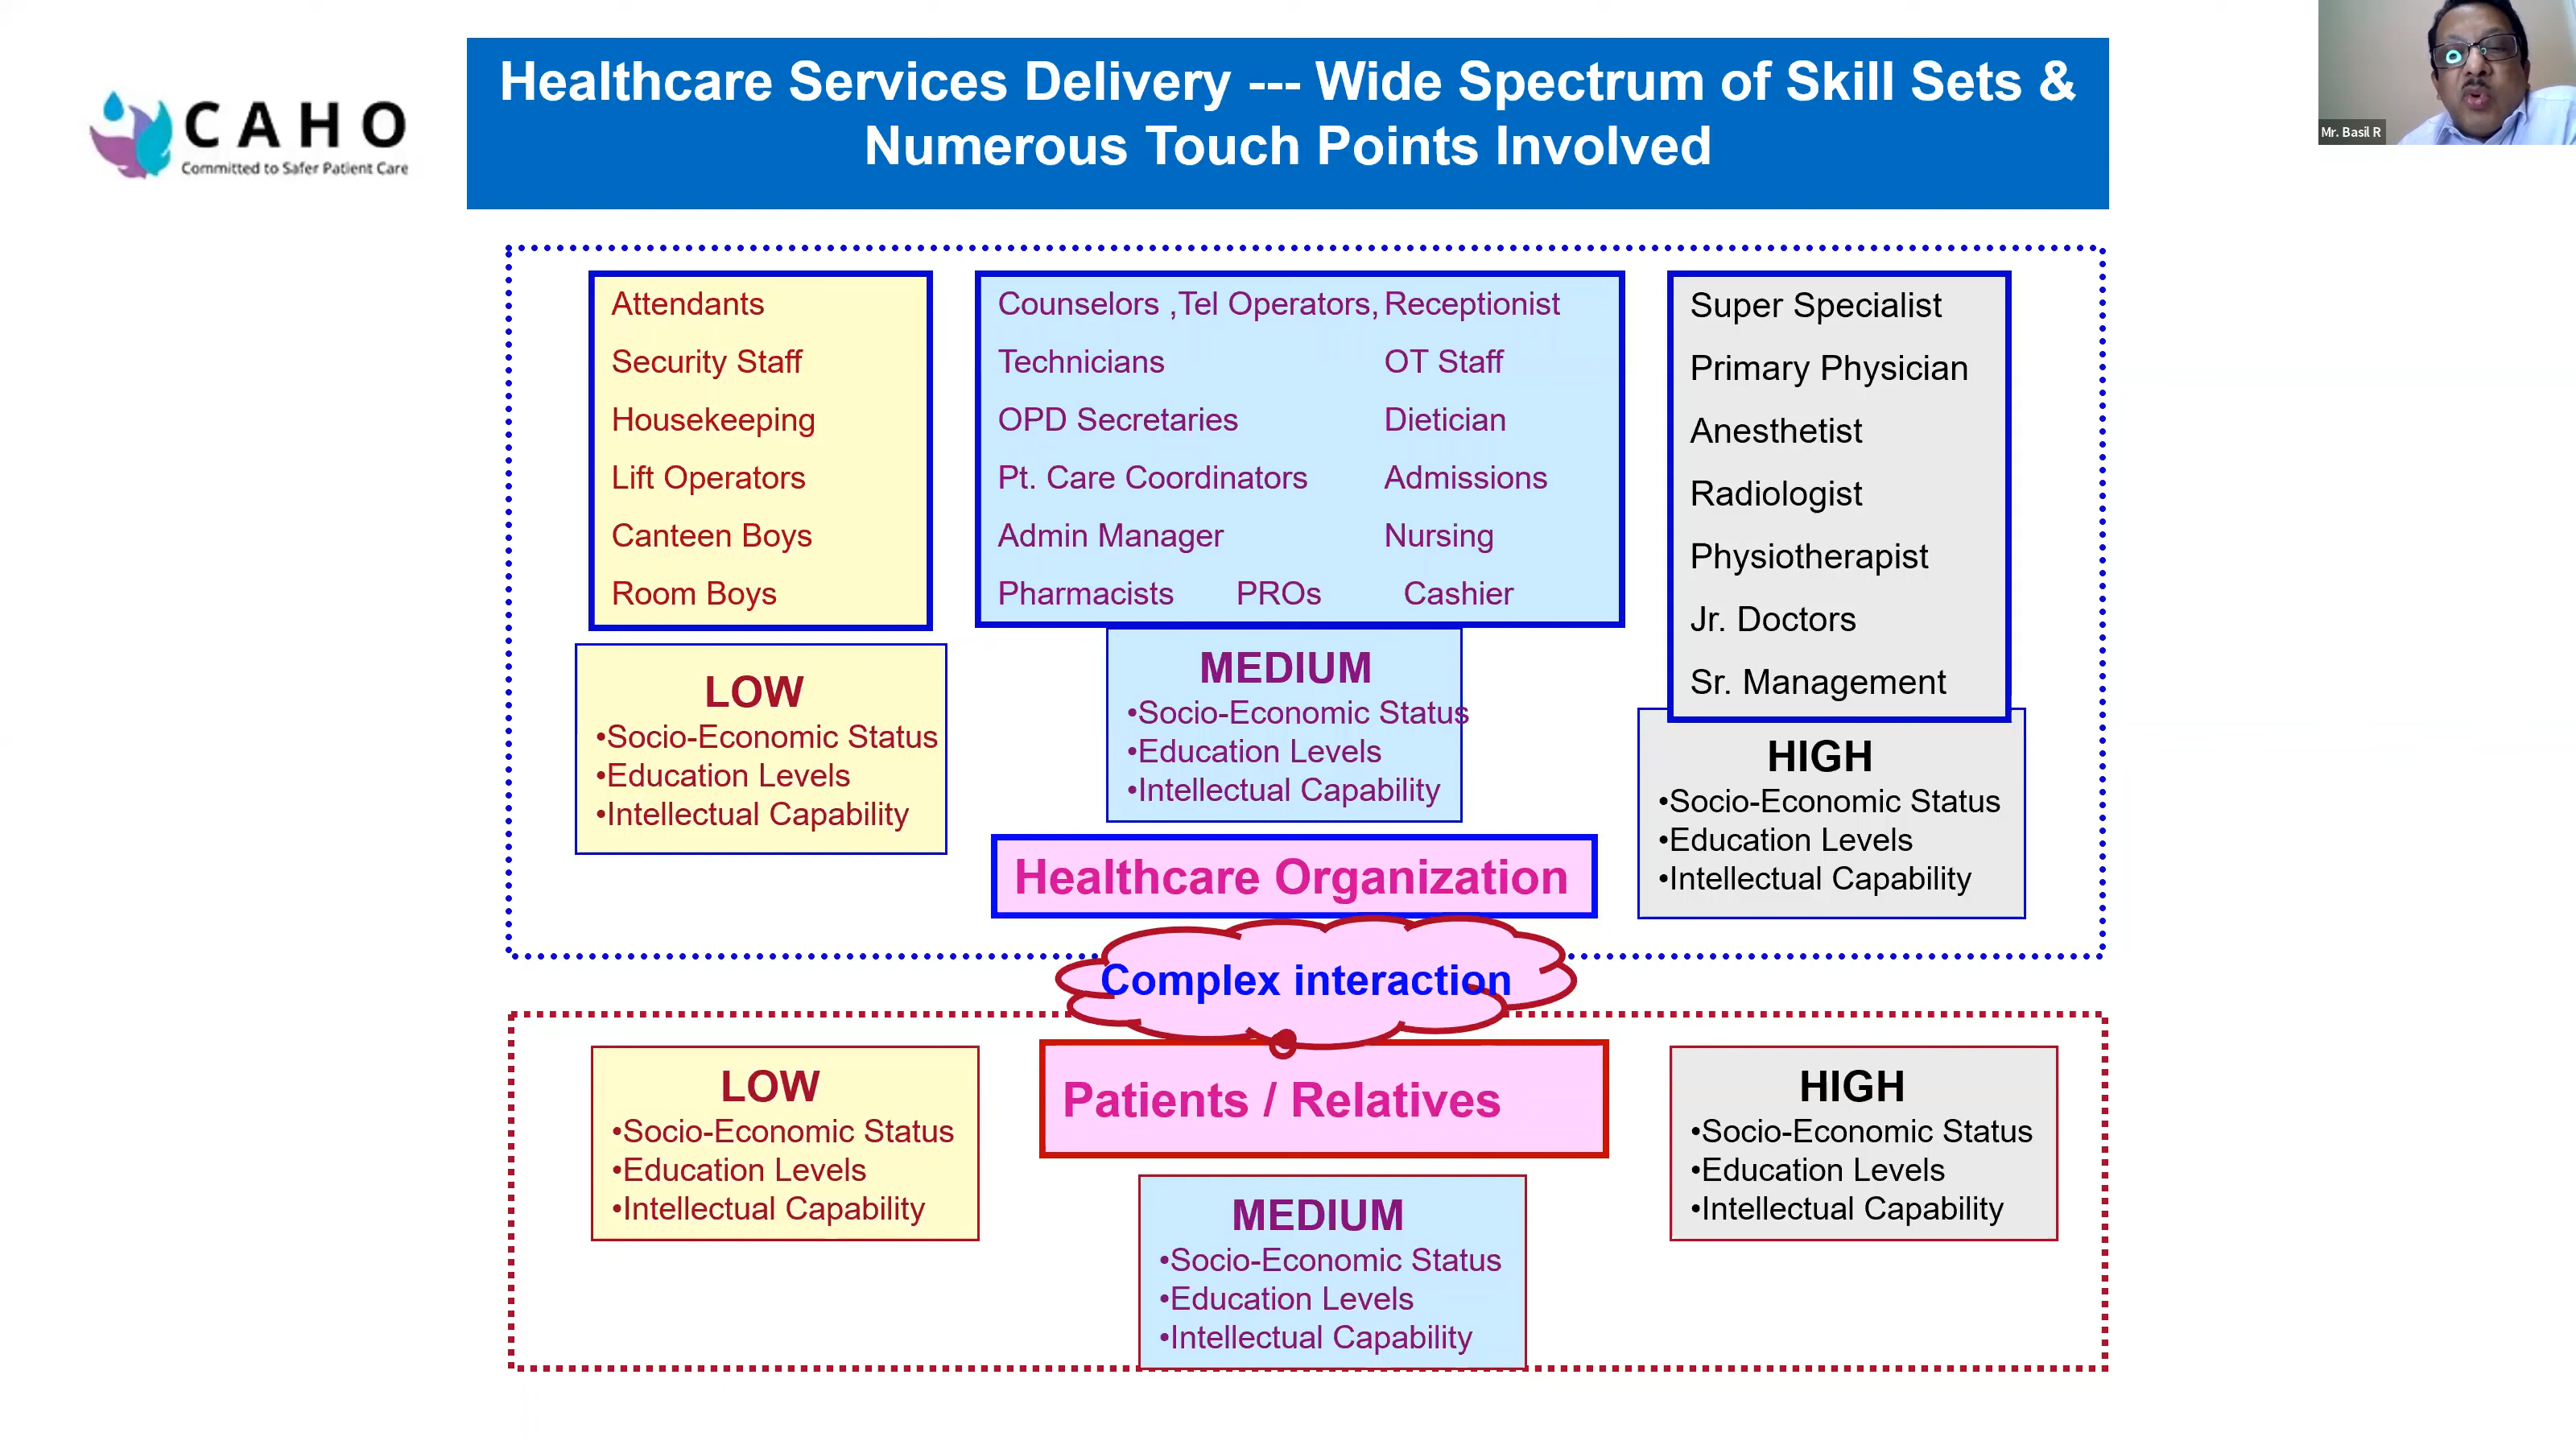 CAHO
Committed to Safer Patient Care
Healthcare Services Delivery --- Wide Spectrum of Skill Sets &
Numerous Touch Points Involved
Mr. Basil R
Attendants
Security Staff
Housekeeping
Lift Operators
Canteen Boys
Room Boys
LOW
•Socio-Economic Status
•Education Levels
•Intellectual Capability
Counselors ,Tel Operators, Receptionist
Technicians OT Staff
OPD Secretaries Dietician
Pt. Care Coordinators Admissions
Admin Manager Nursing
Pharmacists PROs Cashier
MEDIUM
•Socio-Economic Status
•Education Levels
•Intellectual Capability
Super Specialist
Primary Physician
Anesthetist
Radiologist
Physiotherapist
Jr. Doctors
Sr. Management
HIGH
•Socio-Economic Status
•Education Levels
•Intellectual Capability
Healthcare Organization
Complex interaction
Patients / Relatives
LOW
•Socio-Economic Status
•Education Levels
•Intellectual Capability
MEDIUM
•Socio-Economic Status
•Education Levels
•Intellectual Capability
HIGH
•Socio-Economic Status
•Education Levels
•Intellectual Capability